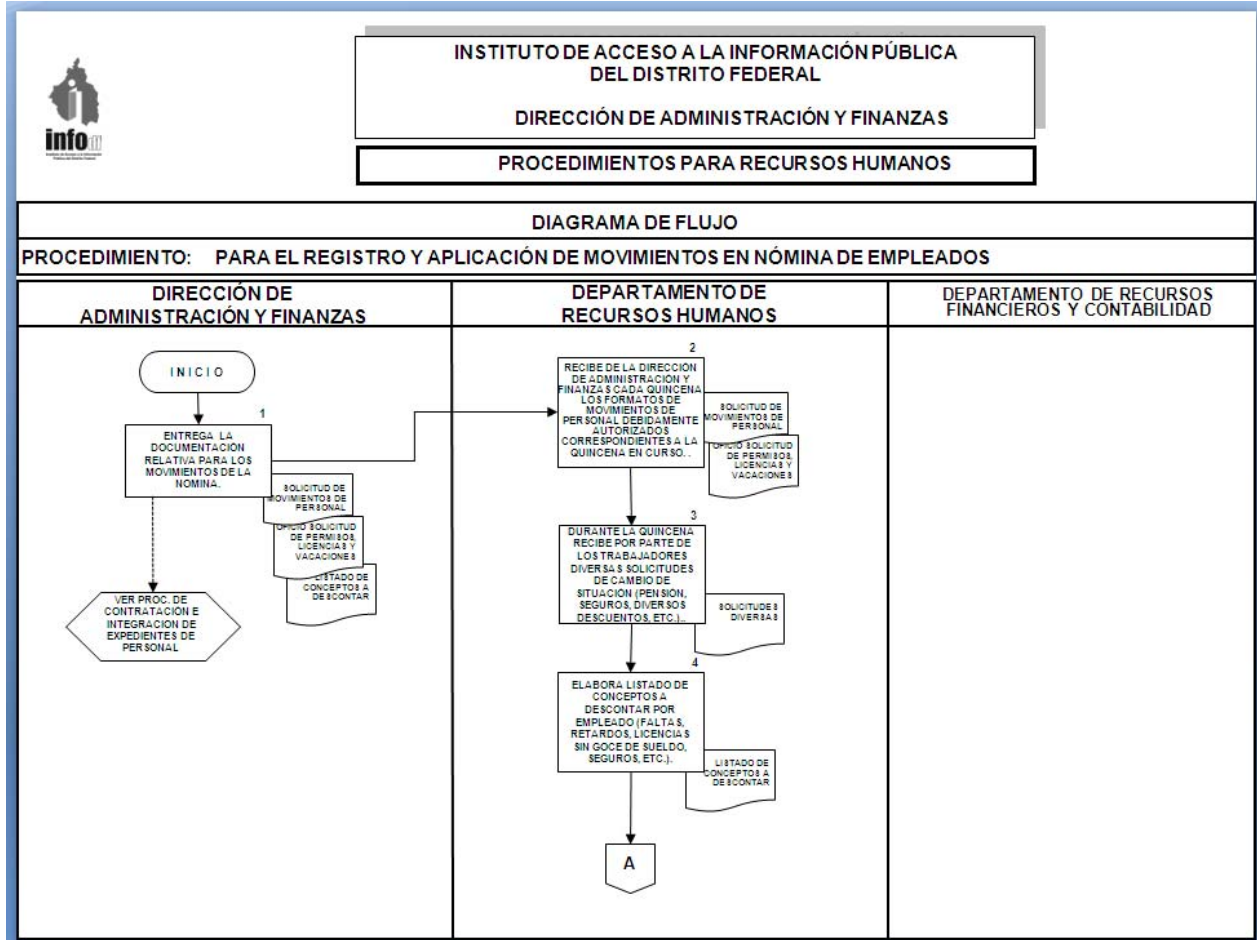 INSTITUTO DE ACCESO A LA INFORMACIÓN PÚBLICA
DEL DISTRITO FEDERAL
DIRECCIÓN DE ADMINISTRACIÓN Y FINANZAS
info df
PROCEDIMIENTOS PARA RECURSOS HUMANOS
DIAGRAMA DE FLUJO
PROCEDIMIENTO: PARA EL REGISTRO Y APLICACIÓN DE MOVIMIENTOS EN NÓMINA DE EMPLEADOS
DIRECCIÓN DE
ADMINISTRACIÓN Y FINANZAS
DEPARTAMENTO DE
RECURSOS HUMANOS
DEPARTAMENTO DE RECURSOS
FINANCIEROS Y CONTABILIDAD
INICIO
1
ENTREGA LA
DOCUMENTACIÓN
RELATIVA PARA LOS
MOVIMIENTOS DE LA
NOMINA.
SOLICITUD DE
MOVIMIENTOS DE
PERSONAL
OFICIO SOLICITUD
DE PERMISOS,
LICENCIAS Y
VACACIONES
LISTADO DE
CONCEPTOS A
DESCONTAR
VER PROC. DE
CONTRATACIÓN E
INTEGRACION DE
EXPEDIENTES DE
PERSONAL
2
RECIBE DE LA DIRECCIÓN
DE ADMINISTRACIÓN Y
FINANZAS CADA QUINCENA
LOS FORMATOS DE
MOVIMIENTOS DE
PERSONAL DEBIDAMENTE
AUTORIZADOS
CORRESPONDIENTES A LA
QUINCENA EN CURSO. .
SOLICITUD DE
MOVIMIENTOS DE
PERSONAL
OFICIO SOLICITUD
DE PERMISOS,
LICENCIAS Y
VACACIONES
3
DURANTE LA QUINCENA
RECIBE POR PARTE DE
LOS TRABAJADORES
DIVERSAS SOLICITUDES
DE CAMBIO DE
SITUACIÓN (PENSIÓN,
SEGUROS, DIVERSOS
DESCUENTOS, ETC.)..
SOLICITUDES
DIVERSAS
4
ELABORA LISTADO DE
CONCEPTOS A
DESCONTAR POR
EMPLEADO (FALTAS,
RETARDOS, LICENCIAS
SIN GOCE DE SUELDO,
SEGUROS, ETC.).
LISTADO DE
CONCEPTOS A
DESCONTAR
A